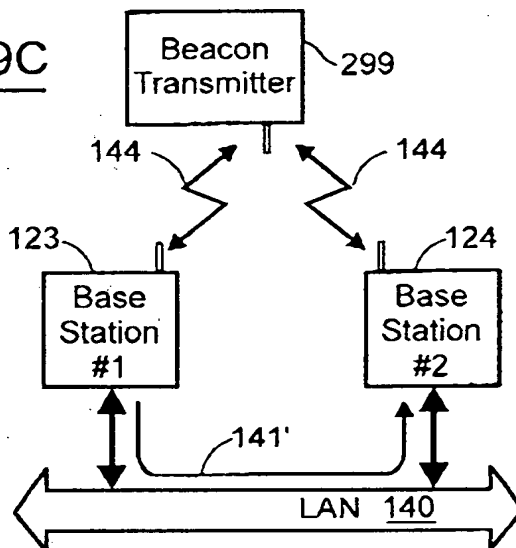 9C
Beacon
Transmitter
299
144
144
123
124
Base
Station
#1
Base
Station
#2
141'
LAN 140